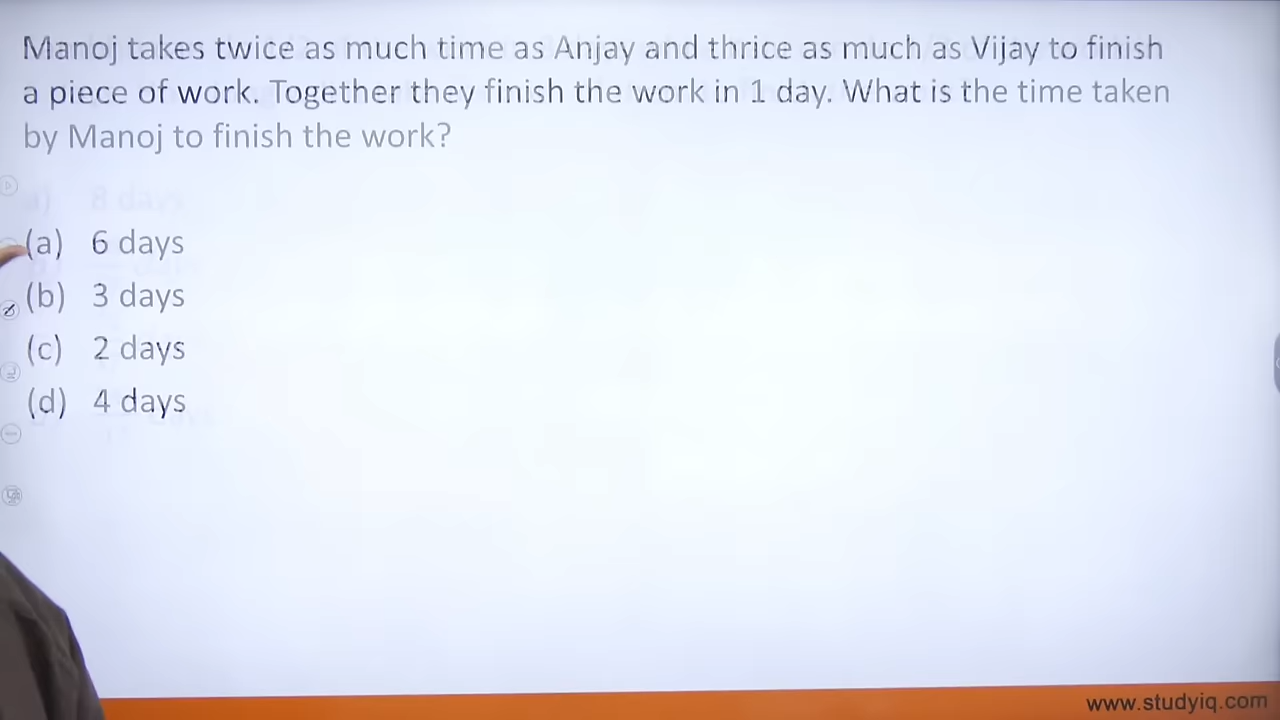 Manoj takes twice as much time as Anjay and thrice as much as Vijay to finish
a piece of work. Together they finish the work in 1 day. What is the time taken
by Manoj to finish the work?
a) 8 days
(a) 6 days
(b) 3 days
(c) 2 days
(d) 4 days
www.studyiq.com